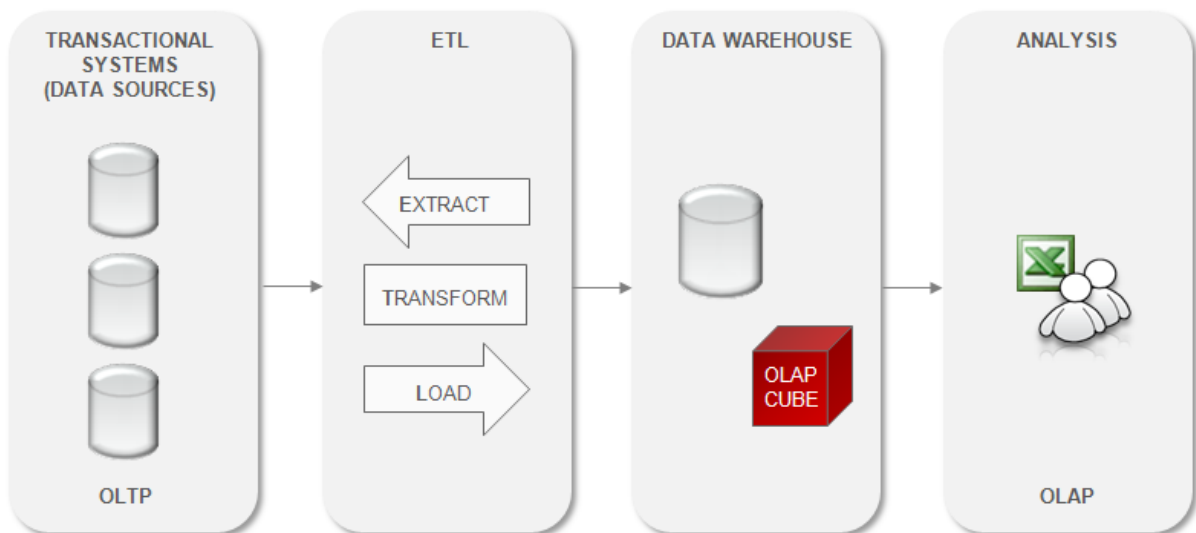 TRANSACTIONAL
SYSTEMS
(DATA SOURCES)
OLTP
ETL
EXTRACT
TRANSFORM
LOAD
DATA WAREHOUSE
OLAP
CUBE
ANALYSIS
OLAP